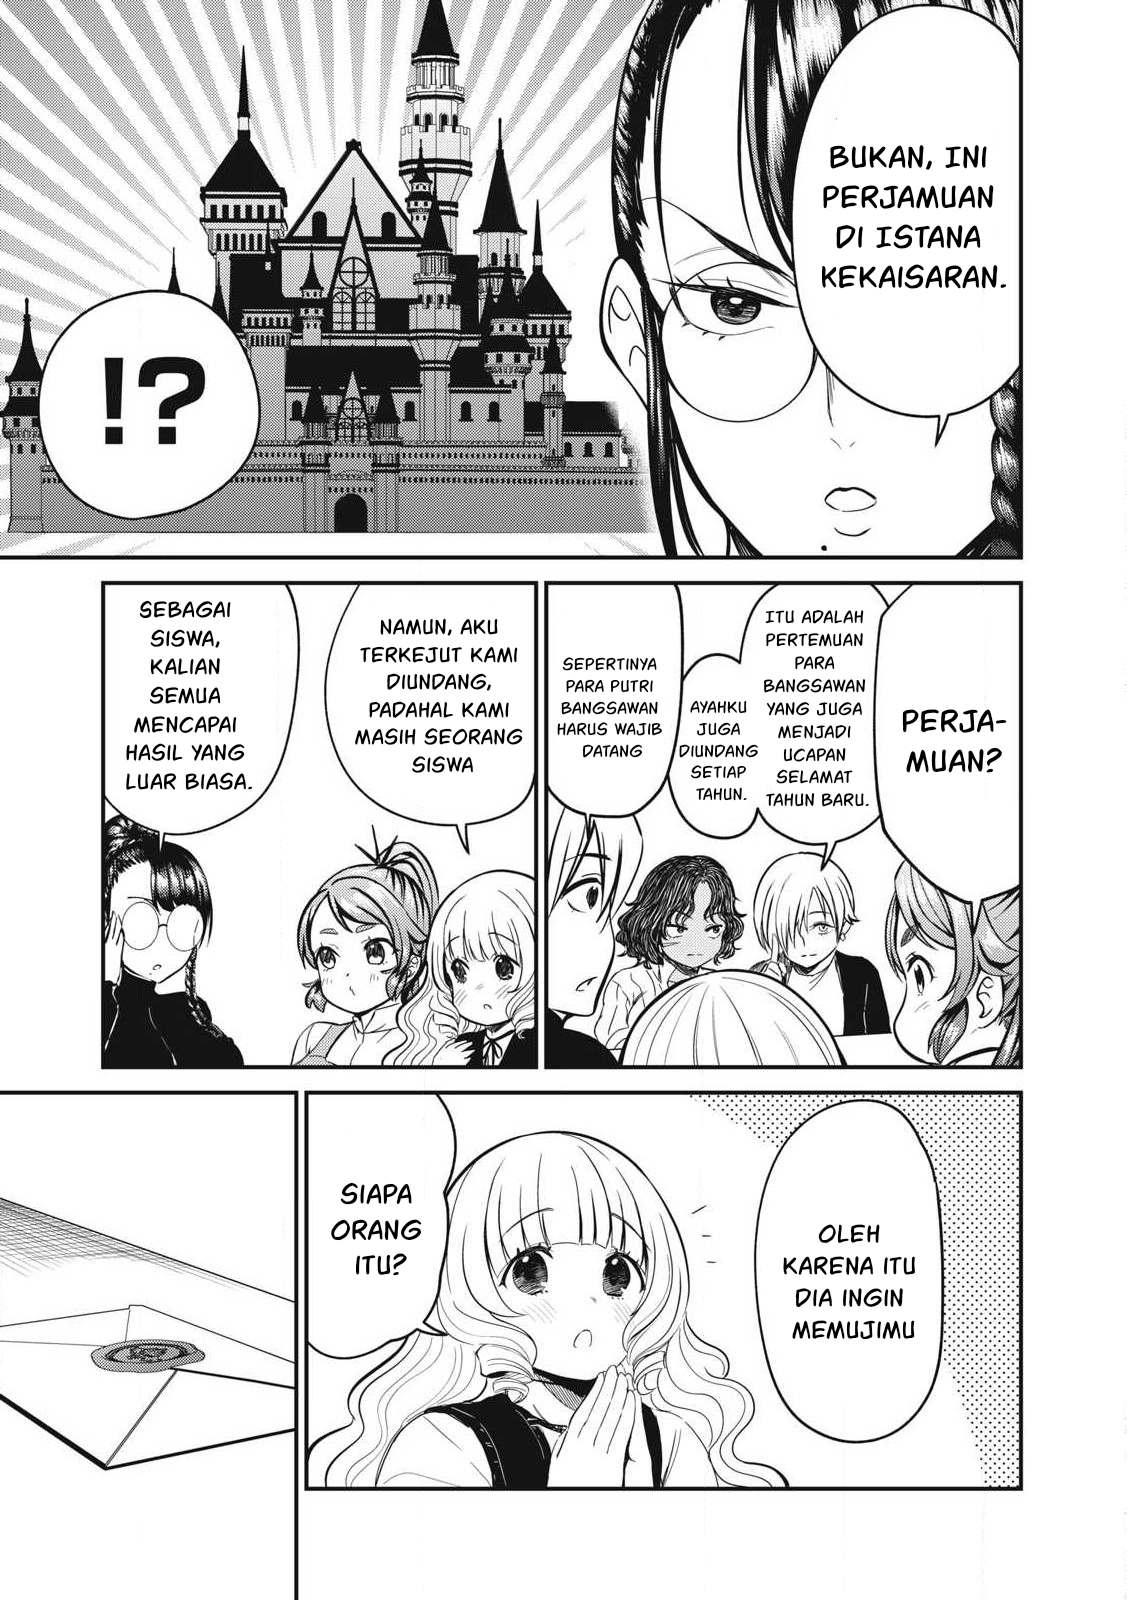 BUKAN, INI
PERJAMUAN
DI ISTANA
KEKAISARAN.
!?
PERJA-
MUAN?
ITU ADALAH
PERTEMUAN
PARA
BANGSAWAN
YANG JUGA
MENJADI
UCAPAN
SELAMAT
TAHUN BARU.
AYAHKU
JUGA
DIUNDANG
SETIAP
TAHUN.
SEPERTINYA
PARA PUTRI
BANGSAWAN
HARUS WAJIB
DATANG
NAMUN, AKU
TERKEJUT KAMI
DIUNDANG,
PADAHAL KAMI
MASIH SEORANG
SISWA
SEBAGAI
SISWA,
KALIAN
SEMUA
MENCAPAI
HASIL YANG
LUAR BIASA.
OLEH
KARENA ITU
DIA INGIN
MEMUJIMU
SIAPA
ORANG
ITU?